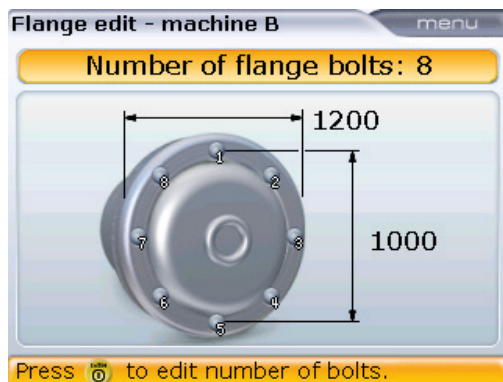 Flange edit - machine B
menu
Number of flange bolts: 8
1200
1
8 2
7 3
1000
6 4
5
Press to edit number of bolts.